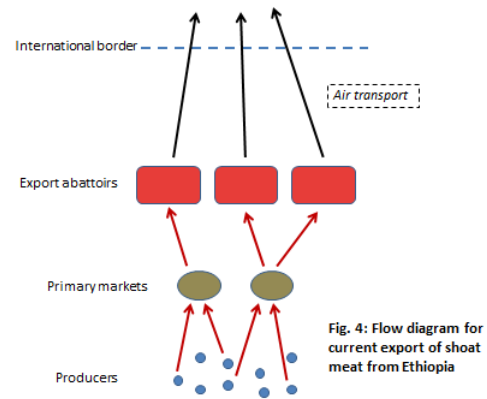 International border
Air transport
Export abattoirs
Primary markets
Fig. 4: Flow diagram for
current export of shoat
meat from Ethiopia
Producers